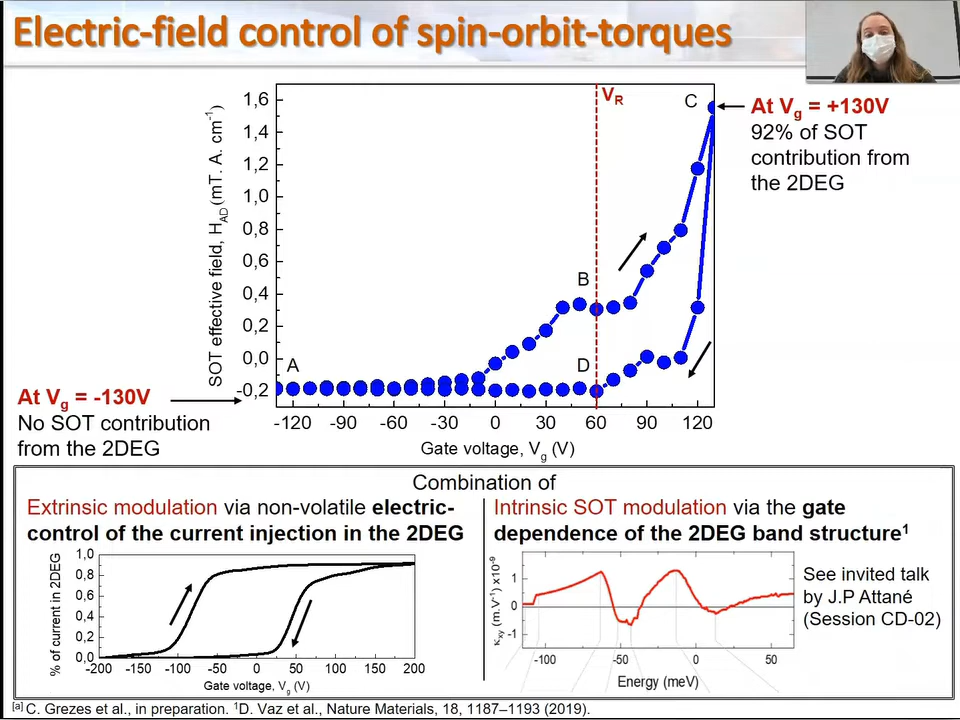 Electric-field control of spin-orbit-torques
SOT effective field, H_AD (mT. A. cm⁻¹)
1,6
1,4
1,2
1,0
0,8
0,6
0,4
0,2
0,0
-0,2
-120 -90 -60 -30 0 30 60 90 120
Gate voltage, V_g (V)
V_R
A
B
C
D
At V_g = +130V
92% of SOT
contribution from
the 2DEG
At V_g = -130V
No SOT contribution
from the 2DEG
Combination of
Extrinsic modulation via non-volatile electric-
control of the current injection in the 2DEG
% of current in 2DEG
1,0
0,8
0,6
0,4
0,2
0,0
-200 -150 -100 -50 0 50 100 150 200
Gate voltage, V_g (V)
Intrinsic SOT modulation via the gate
dependence of the 2DEG band structure¹
κ_xy (m.V⁻¹) x10⁻⁹
1
0
-1
-100 -50 0 50
Energy (meV)
See invited talk
by J.P Attané
(Session CD-02)
[a] C. Grezes et al., in preparation. ¹D. Vaz et al., Nature Materials, 18, 1187–1193 (2019).